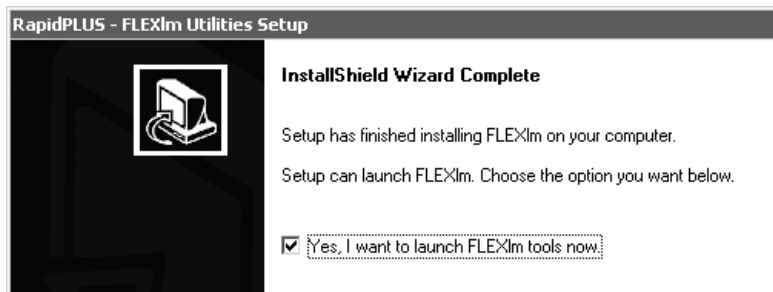 RapidPLUS - FLEXlm Utilities Setup
InstallShield Wizard Complete
Setup has finished installing FLEXlm on your computer.
Setup can launch FLEXlm. Choose the option you want below.
Yes, I want to launch FLEXlm tools now.